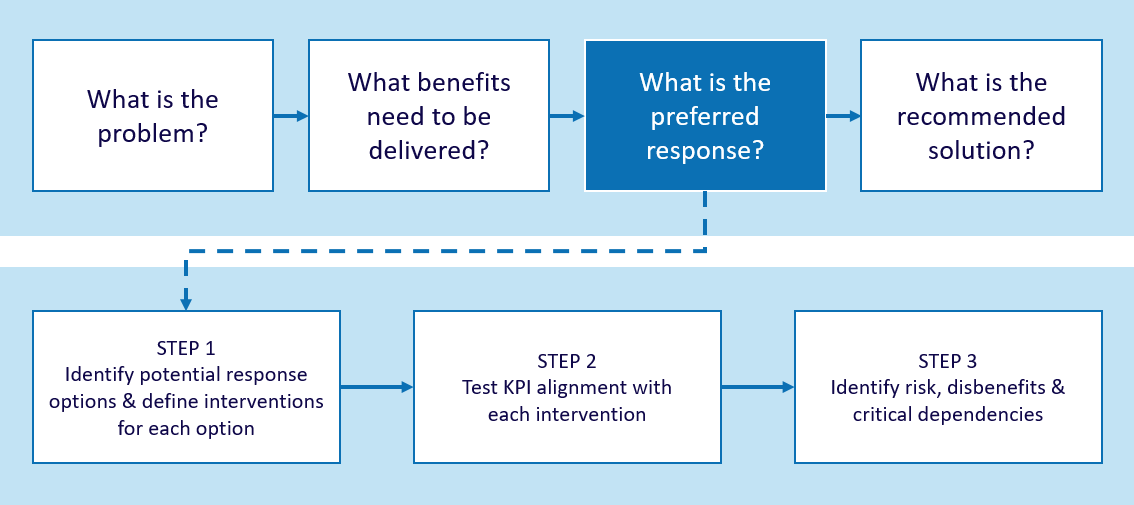 What is the
problem?
What benefits
need to be
delivered?
What is the
preferred
response?
What is the
recommended
solution?
STEP 1
Identify potential response
options & define interventions
for each option
STEP 2
Test KPI alignment with
each intervention
STEP 3
Identify risk, disbenefits &
critical dependencies